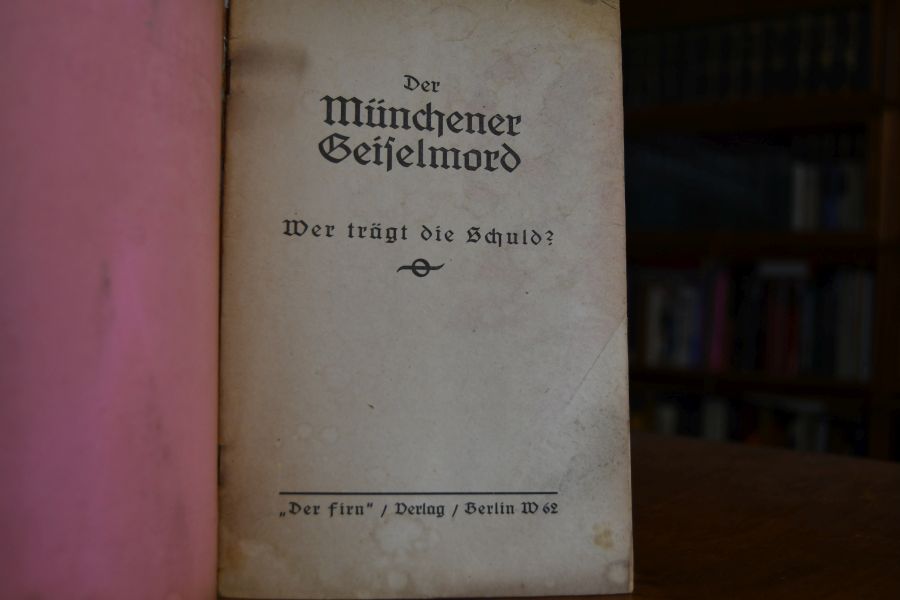 Der
Münchener
Geiselmord
Wer trägt die Schuld?
„Der Firn“ / Verlag / Berlin W 62